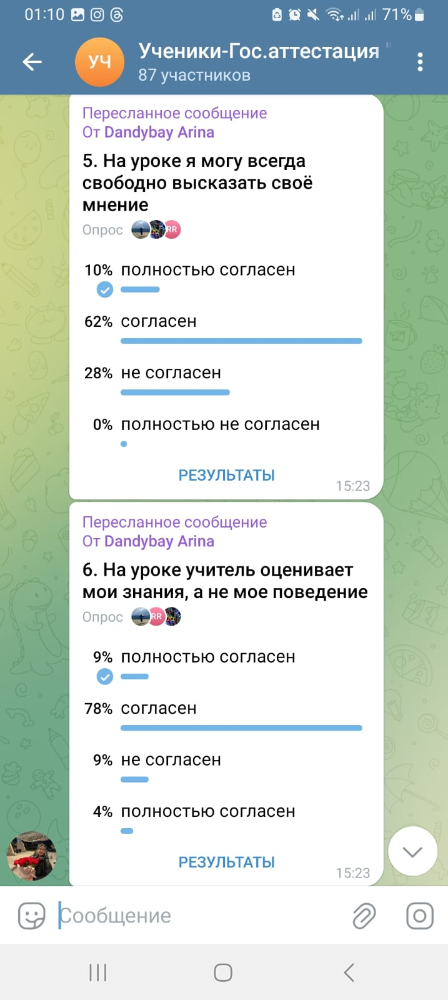 01:10 71%
УЧ
Ученики-Гос.аттестация "
87 участников
Пересланное сообщение
От Dandybay Arina
5. На уроке я могу всегда
свободно высказать своё
мнение
Опрос RR
10% полностью согласен
62% согласен
28% не согласен
0% полностью не согласен
РЕЗУЛЬТАТЫ
15:23
Пересланное сообщение
От Dandybay Arina
6. На уроке учитель оценивает
мои знания, а не мое поведение
Опрос RR
9% полностью согласен
78% согласен
9% не согласен
4% полностью согласен
РЕЗУЛЬТАТЫ
15:23
Сообщение